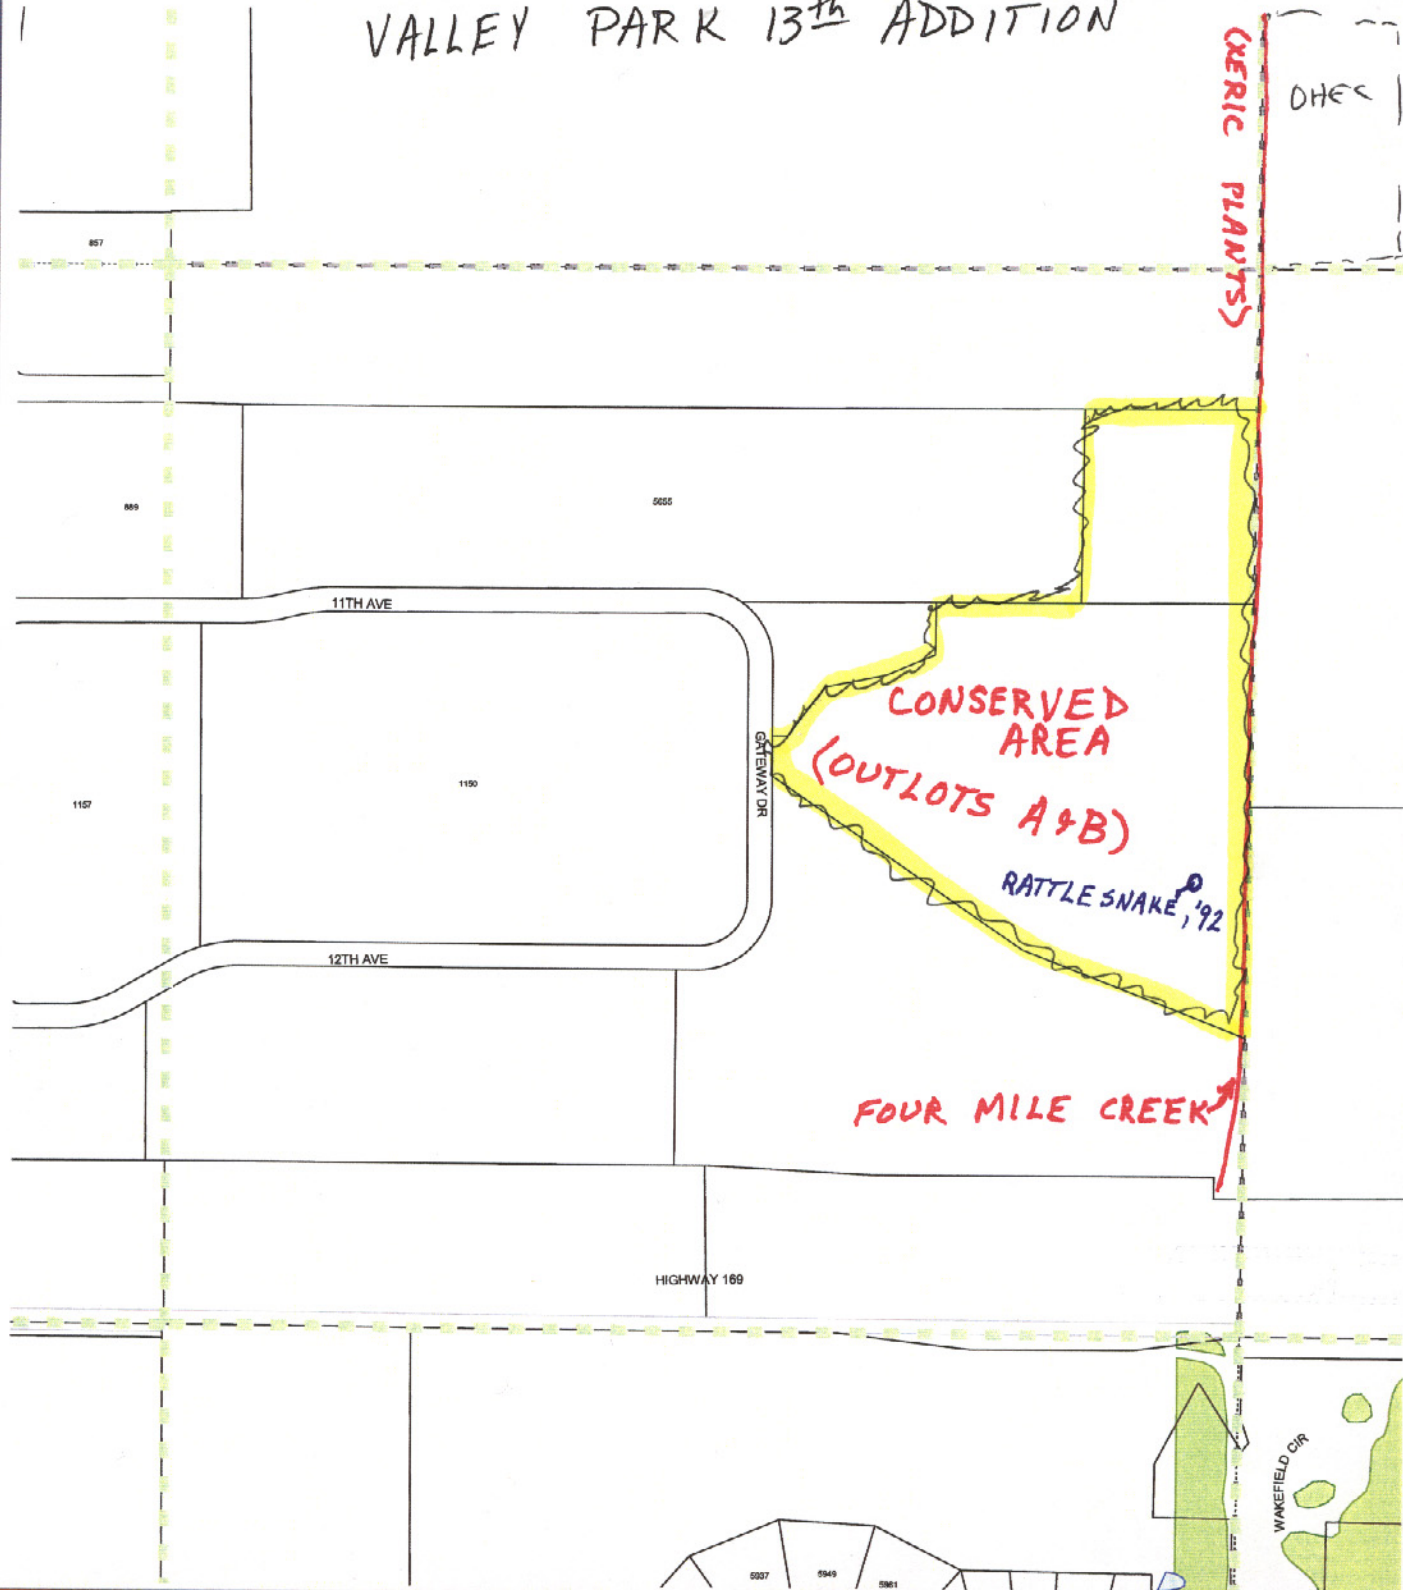 VALLEY PARK 13th ADDITION
(XERIC PLANTS)
OHES
857
889
5655
11TH AVE
CONSERVED
AREA
(OUTLOTS A & B)
GATEWAY DR
1157
1150
RATTLESNAKE, '92
12TH AVE
FOUR MILE CREEK
HIGHWAY 169
WAKEFIELD CIR
5937
5949
5961